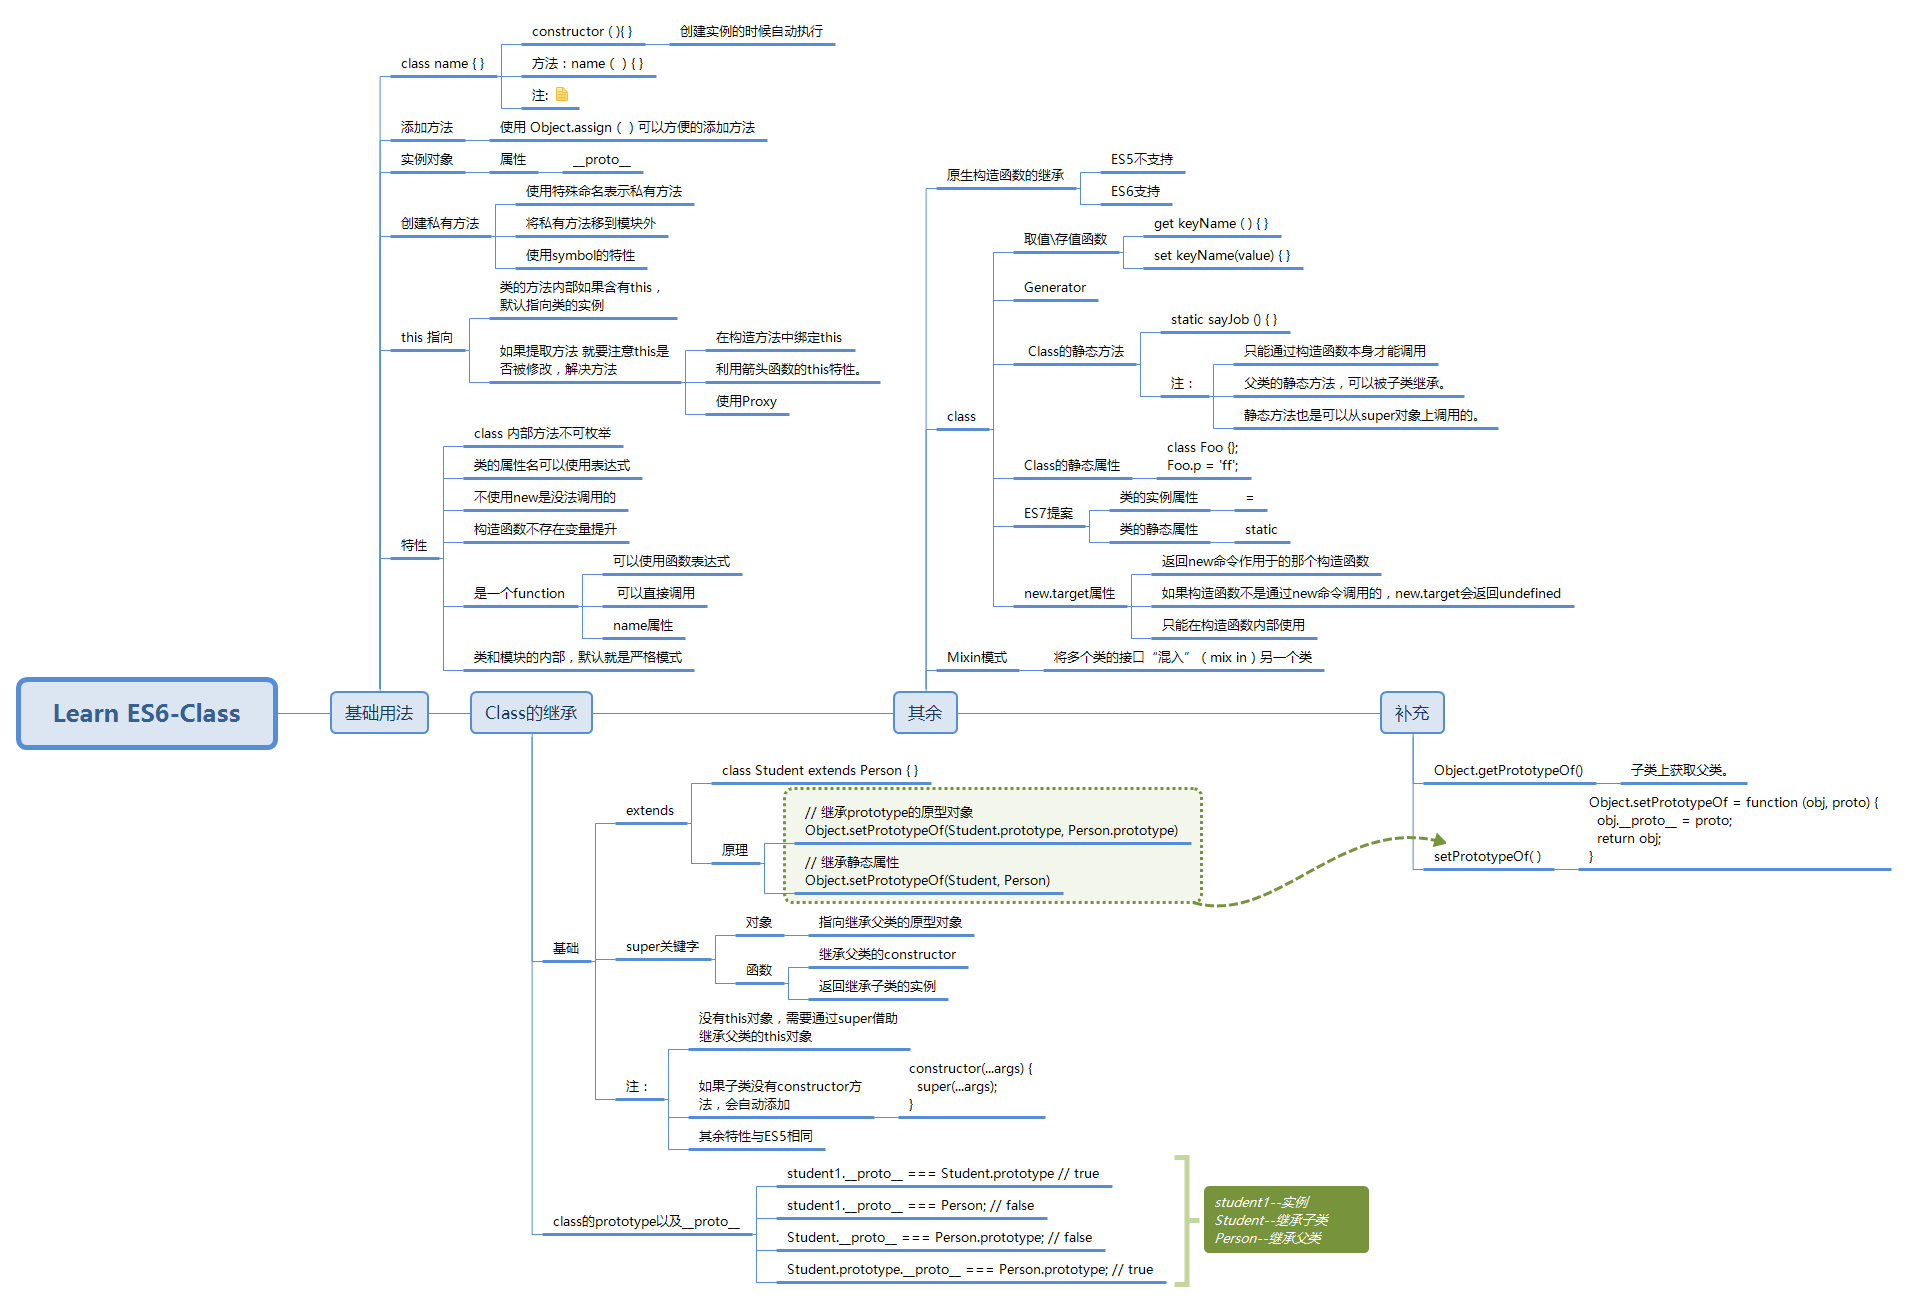 Learn ES6-Class
基础用法
class name { }
constructor ( ){ }
创建实例的时候自动执行
方法：name（ ）{ }
注:
添加方法
使用 Object.assign（ ）可以方便的添加方法
实例对象
属性
__proto__
创建私有方法
使用特殊命名表示私有方法
将私有方法移到模块外
使用symbol的特性
this 指向
类的方法内部如果含有this，
默认指向类的实例
如果提取方法 就要注意this是
否被修改，解决方法
在构造方法中绑定this
利用箭头函数的this特性。
使用Proxy
特性
class 内部方法不可枚举
类的属性名可以使用表达式
不使用new是没法调用的
构造函数不存在变量提升
是一个function
可以使用函数表达式
可以直接调用
name属性
类和模块的内部，默认就是严格模式
Class的继承
基础
extends
class Student extends Person { }
原理
// 继承prototype的原型对象
Object.setPrototypeOf(Student.prototype, Person.prototype)
// 继承静态属性
Object.setPrototypeOf(Student, Person)
super关键字
对象
指向继承父类的原型对象
函数
继承父类的constructor
返回继承子类的实例
注：
没有this对象，需要通过super借助
继承父类的this对象
如果子类没有constructor方
法，会自动添加
constructor(...args) {
super(...args);
}
其余特性与ES5相同
class的prototype以及__proto__
student1.__proto__ === Student.prototype // true
student1.__proto__ === Person; // false
Student.__proto__ === Person.prototype; // false
Student.prototype.__proto__ === Person.prototype; // true
student1--实例
Student--继承子类
Person--继承父类
其余
原生构造函数的继承
ES5不支持
ES6支持
class
取值\存值函数
get keyName ( ) { }
set keyName(value) { }
Generator
Class的静态方法
static sayJob () { }
注：
只能通过构造函数本身才能调用
父类的静态方法，可以被子类继承。
静态方法也是可以从super对象上调用的。
Class的静态属性
class Foo {};
Foo.p = 'ff';
ES7提案
类的实例属性
=
类的静态属性
static
new.target属性
返回new命令作用于的那个构造函数
如果构造函数不是通过new命令调用的，new.target会返回undefined
只能在构造函数内部使用
Mixin模式
将多个类的接口“混入”（mix in）另一个类
补充
Object.getPrototypeOf()
子类上获取父类。
setPrototypeOf( )
Object.setPrototypeOf = function (obj, proto) {
obj.__proto__ = proto;
return obj;
}